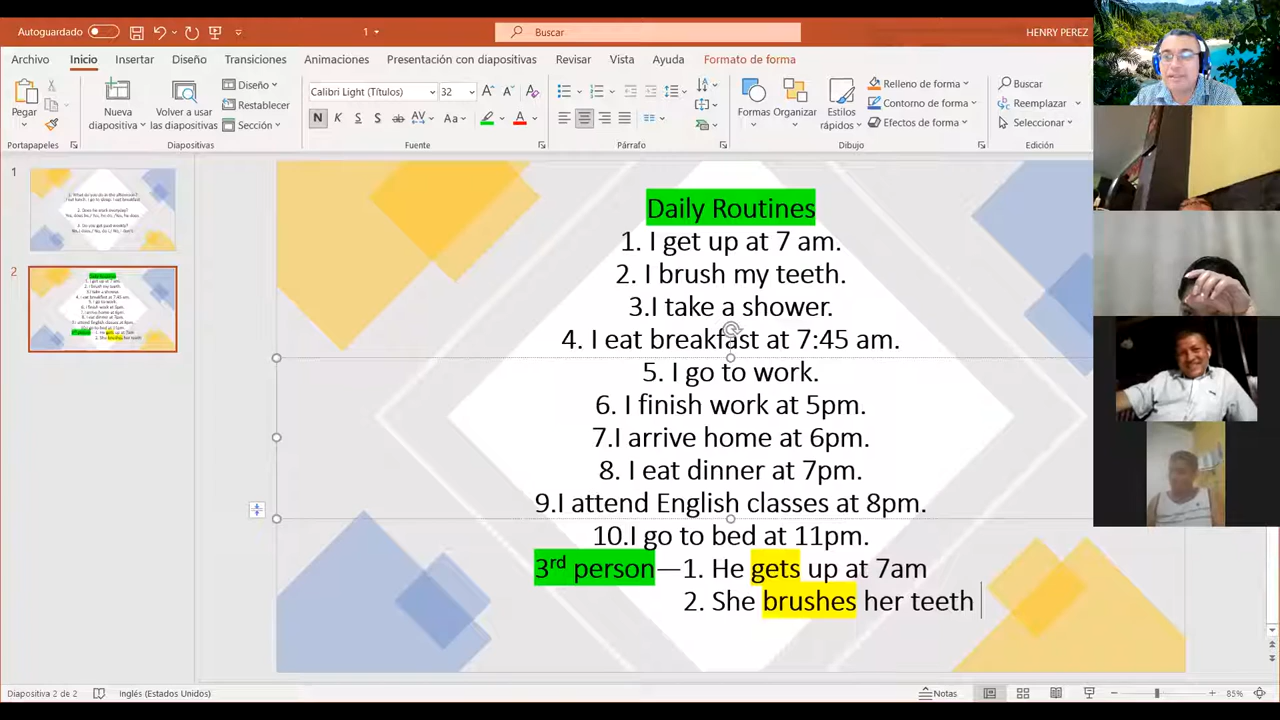 Autoguardado
1
Buscar
HENRY PEREZ
Archivo Inicio Insertar Diseño Transiciones Animaciones Presentación con diapositivas Revisar Vista Ayuda Formato de forma
Pegar
Nueva diapositiva
Volver a usar las diapositivas
Diseño
Restablecer
Sección
Calibri Light (Títulos) 32
N K S S ab AV Aa A
Formas Organizar Estilos rápidos
Relleno de forma
Contorno de forma
Efectos de forma
Buscar
Reemplazar
Seleccionar
Portapapeles Diapositivas Fuente Párrafo Dibujo Edición
1
2
Daily Routines
1. I get up at 7 am.
2. I brush my teeth.
3.I take a shower.
4. I eat breakfast at 7:45 am.
5. I go to work.
6. I finish work at 5pm.
7.I arrive home at 6pm.
8. I eat dinner at 7pm.
9.I attend English classes at 8pm.
10.I go to bed at 11pm.
3rd person—1. He gets up at 7am
2. She brushes her teeth
Diapositiva 2 de 2 Inglés (Estados Unidos) Notas 85%